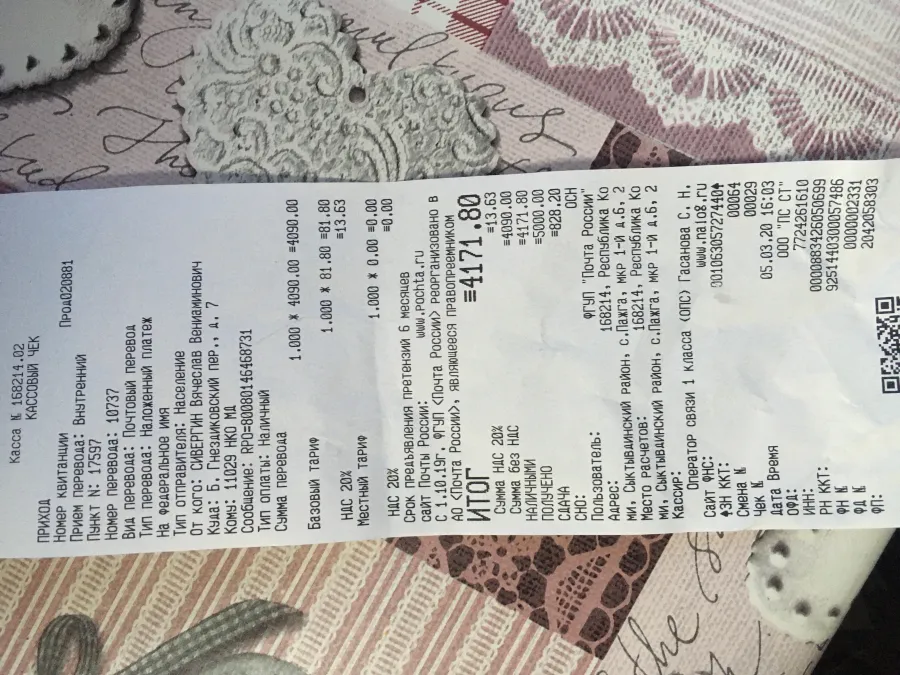 Касса № 168214.02
КАССОВЫЙ ЧЕК
ПРИХОД
Номер квитанции Прод020881
Прием перевода: Внутренний
Пункт N: 17597
Номер перевода: 10737
Вид перевода: Почтовый перевод
Тип перевода: Наложенный платеж
На федеральное имя
Тип отправителя: Население
От кого: СИВЕРГИН ВЯЧЕСЛАВ ВЕНИАМИНОВИЧ
Куда: Б. Гнездиковский пер., д. 7
Кому: 11029 НКО МД
Сообщение: RPO=80080146468731
Тип оплаты: Наличный
Сумма перевода
1.000 * 4090.00 ≡4090.00
Базовый тариф
1.000 * 81.80 ≡81.80
НДС 20% ≡13.63
Местный тариф
1.000 * 0.00 ≡0.00
НДС 20% ≡0.00
Срок предъявления претензий 6 месяцев
сайт Почты России: www.pochta.ru
С 1.10.19г. ФГУП <Почта России> реорганизовано в
АО <Почта России>, являющееся правопреемником
ИТОГ ≡4171.80
Сумма НДС 20% ≡13.63
Сумма без НДС ≡4090.00
НАЛИЧНЫМИ ≡4171.80
ПОЛУЧЕНО ≡5000.00
СДАЧА ≡828.20
СНО: ОСН
Пользователь: ФГУП "Почта России"
Адрес: 168214, Республика Ко
ми, Сыктывдинский район, с.Пажга, мкр 1-й д.6, 2
Место расчетов: 168214, Республика Ко
ми, Сыктывдинский район, с.Пажга, мкр 1-й д.6, 2
Кассир: Оператор связи 1 класса <ОПС> Гасанова С. Н.
Сайт ФНС: www.nalog.ru
ФЗН ККТ: 001053057274404
Смена № 00064
Чек № 00029
Дата Время 05.03.20 16:03
ОФД: ООО "ПС СТ"
ИНН: 7724261610
РН ККТ: 0000883426050699
ФН № 9251440300057486
ФД № 0000002331
ФП: 2042058303